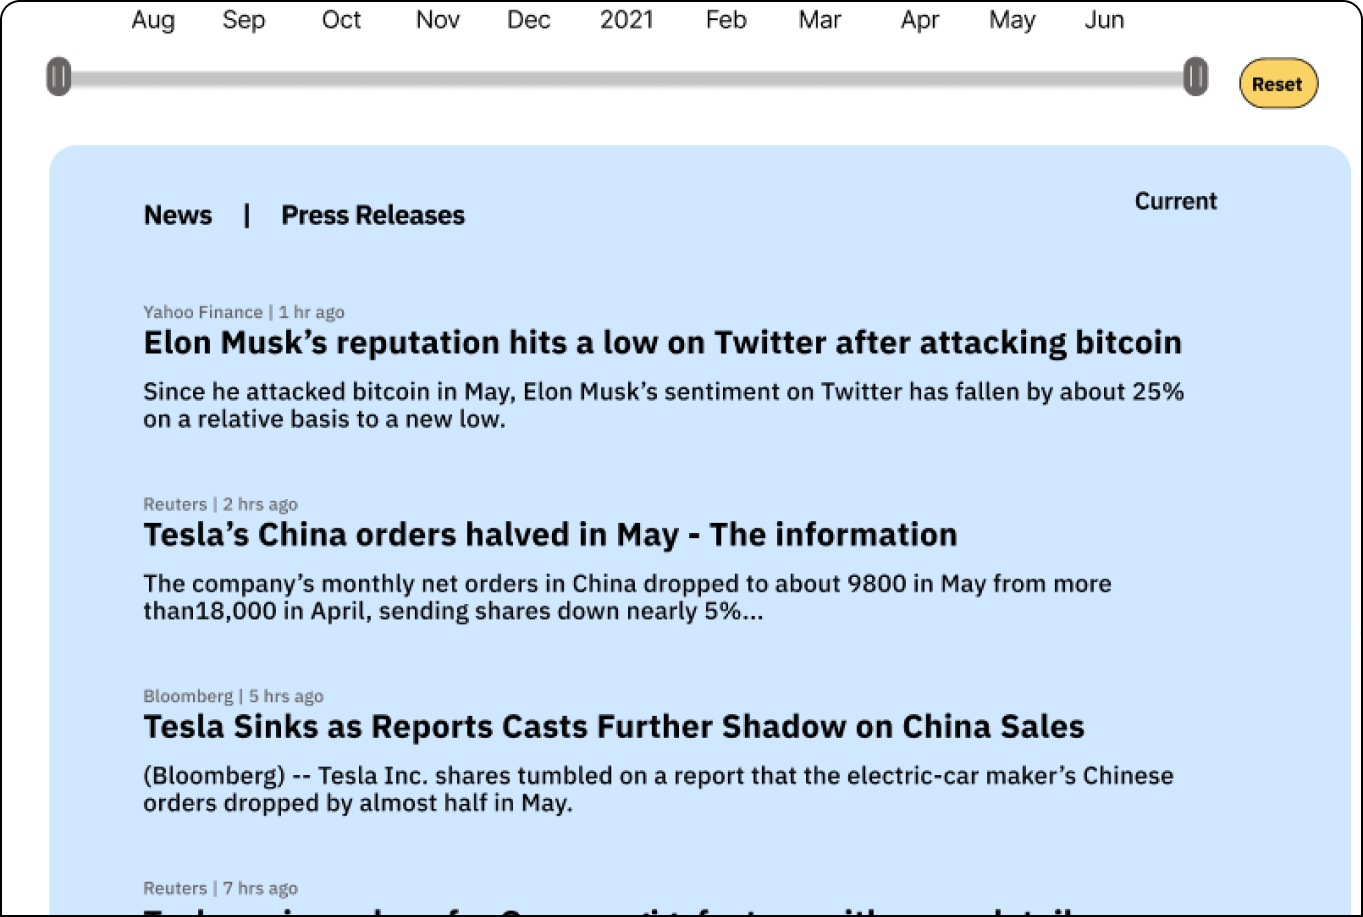 Aug Sep Oct Nov Dec 2021 Feb Mar Apr May Jun
Reset
Current
News | Press Releases
Yahoo Finance | 1 hr ago
Elon Musk’s reputation hits a low on Twitter after attacking bitcoin
Since he attacked bitcoin in May, Elon Musk’s sentiment on Twitter has fallen by about 25%
on a relative basis to a new low.
Reuters | 2 hrs ago
Tesla’s China orders halved in May - The information
The company’s monthly net orders in China dropped to about 9800 in May from more
than18,000 in April, sending shares down nearly 5%...
Bloomberg | 5 hrs ago
Tesla Sinks as Reports Casts Further Shadow on China Sales
(Bloomberg) -- Tesla Inc. shares tumbled on a report that the electric-car maker’s Chinese
orders dropped by almost half in May.
Reuters | 7 hrs ago